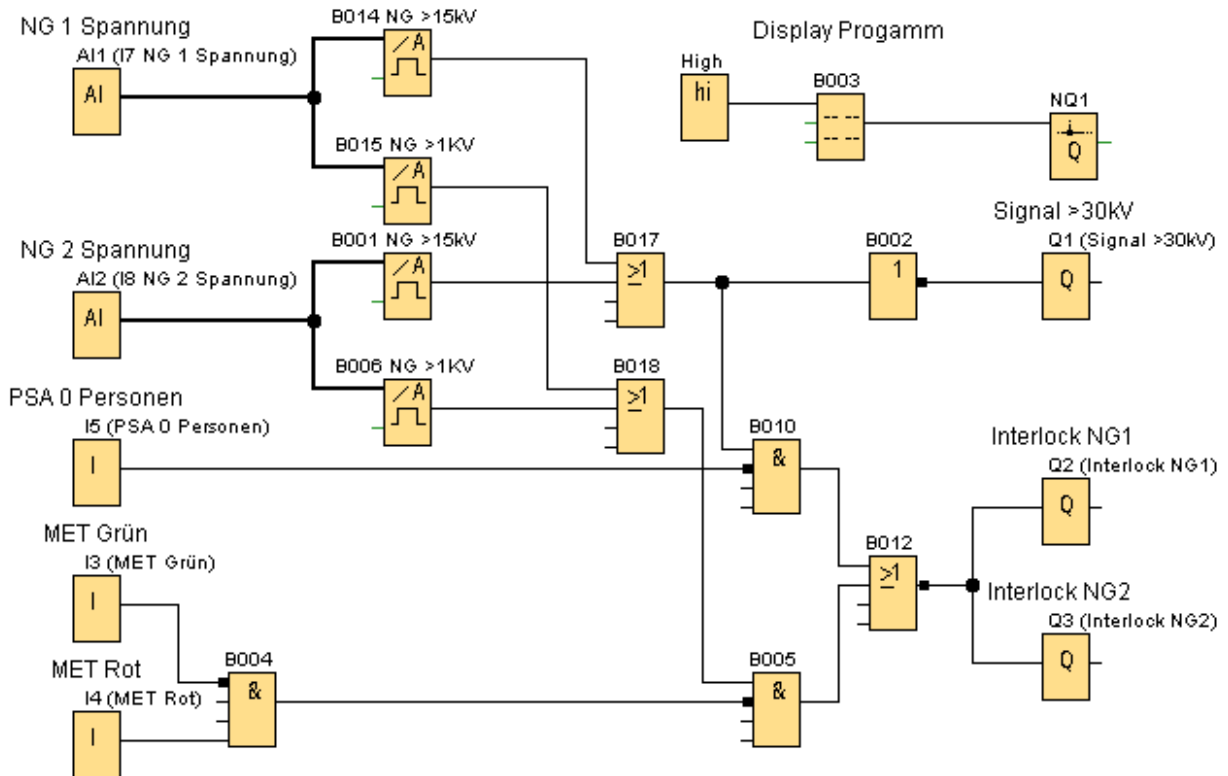 NG 1 Spannung
AI1 (I7 NG 1 Spannung)
AI
B014 NG >15kV
/A
B015 NG >1KV
/A
Display Progamm
High
hi
B003
NQ1
Q
NG 2 Spannung
AI2 (I8 NG 2 Spannung)
AI
B001 NG >15kV
/A
B006 NG >1KV
/A
B017
≥1
B018
≥1
B002
1
Signal >30kV
Q1 (Signal >30kV)
Q
PSA 0 Personen
I5 (PSA 0 Personen)
I
B010
&
Interlock NG1
Q2 (Interlock NG1)
Q
MET Grün
I3 (MET Grün)
I
B012
≥1
Interlock NG2
Q3 (Interlock NG2)
Q
MET Rot
I4 (MET Rot)
I
B004
&
B005
&